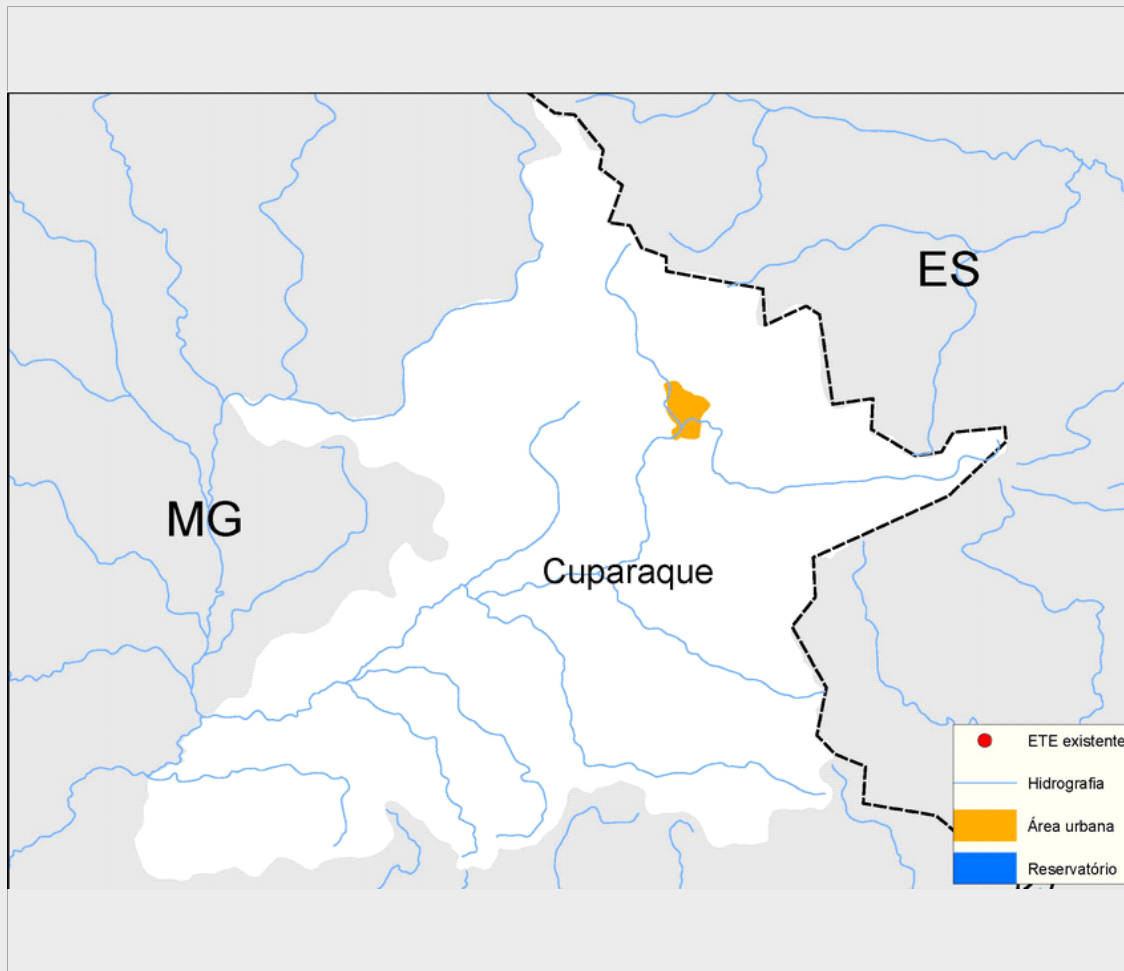 ES
MG
Cuparaque
ETE existente
Hidrografia
Área urbana
Reservatório